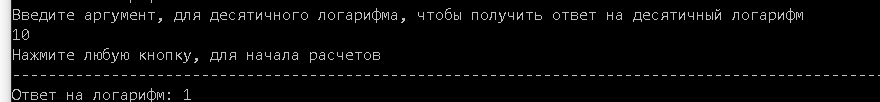 Введите аргумент, для десятичного логарифма, чтобы получить ответ на десятичный логарифм
10
Нажмите любую кнопку, для начала расчетов
--------------------------------------------------------------------------------------------------------
Ответ на логарифм: 1